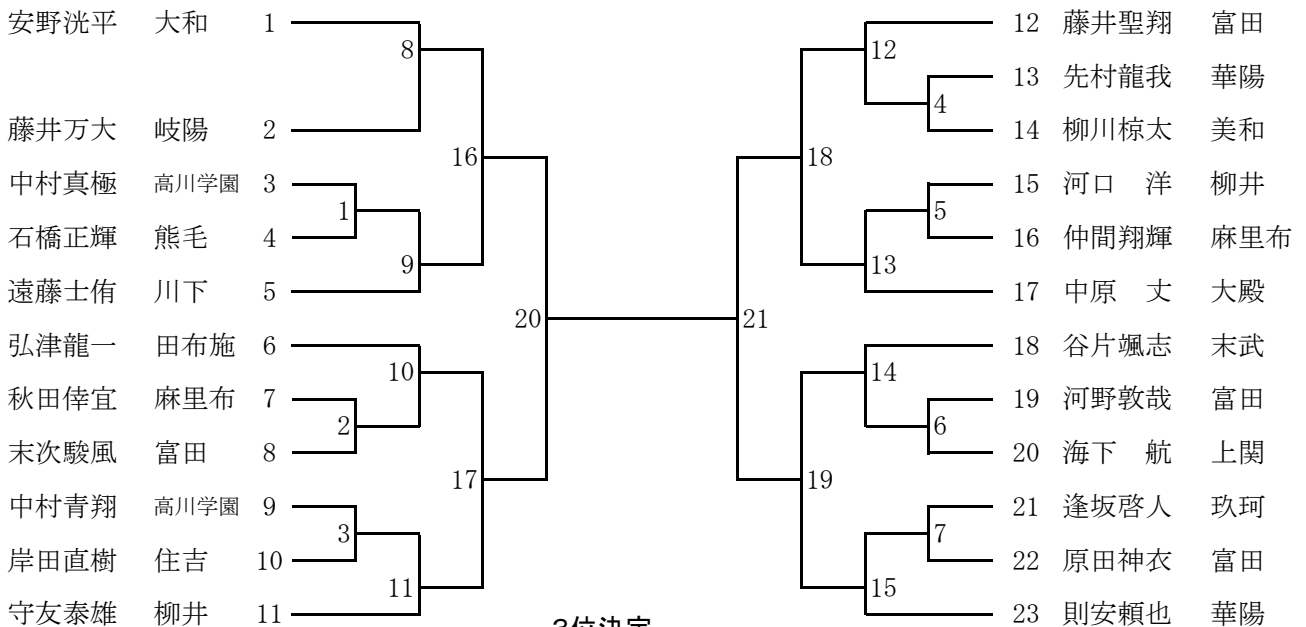 安野洸平 大和 1
藤井万大 岐陽 2
中村真極 高川学園 3
石橋正輝 熊毛 4
遠藤士侑 川下 5
弘津龍一 田布施 6
秋田倖宜 麻里布 7
末次駿風 富田 8
中村青翔 高川学園 9
岸田直樹 住吉 10
守友泰雄 柳井 11
8
1
9
16
10
2
17
3
11
20
21
12
4
18
5
13
14
6
19
7
15
12 藤井聖翔 富田
13 先村龍我 華陽
14 柳川椋太 美和
15 河口 洋 柳井
16 仲間翔輝 麻里布
17 中原 丈 大殿
18 谷片颯志 末武
19 河野敦哉 富田
20 海下 航 上関
21 逢坂啓人 玖珂
22 原田神衣 富田
23 則安頼也 華陽
3位決定